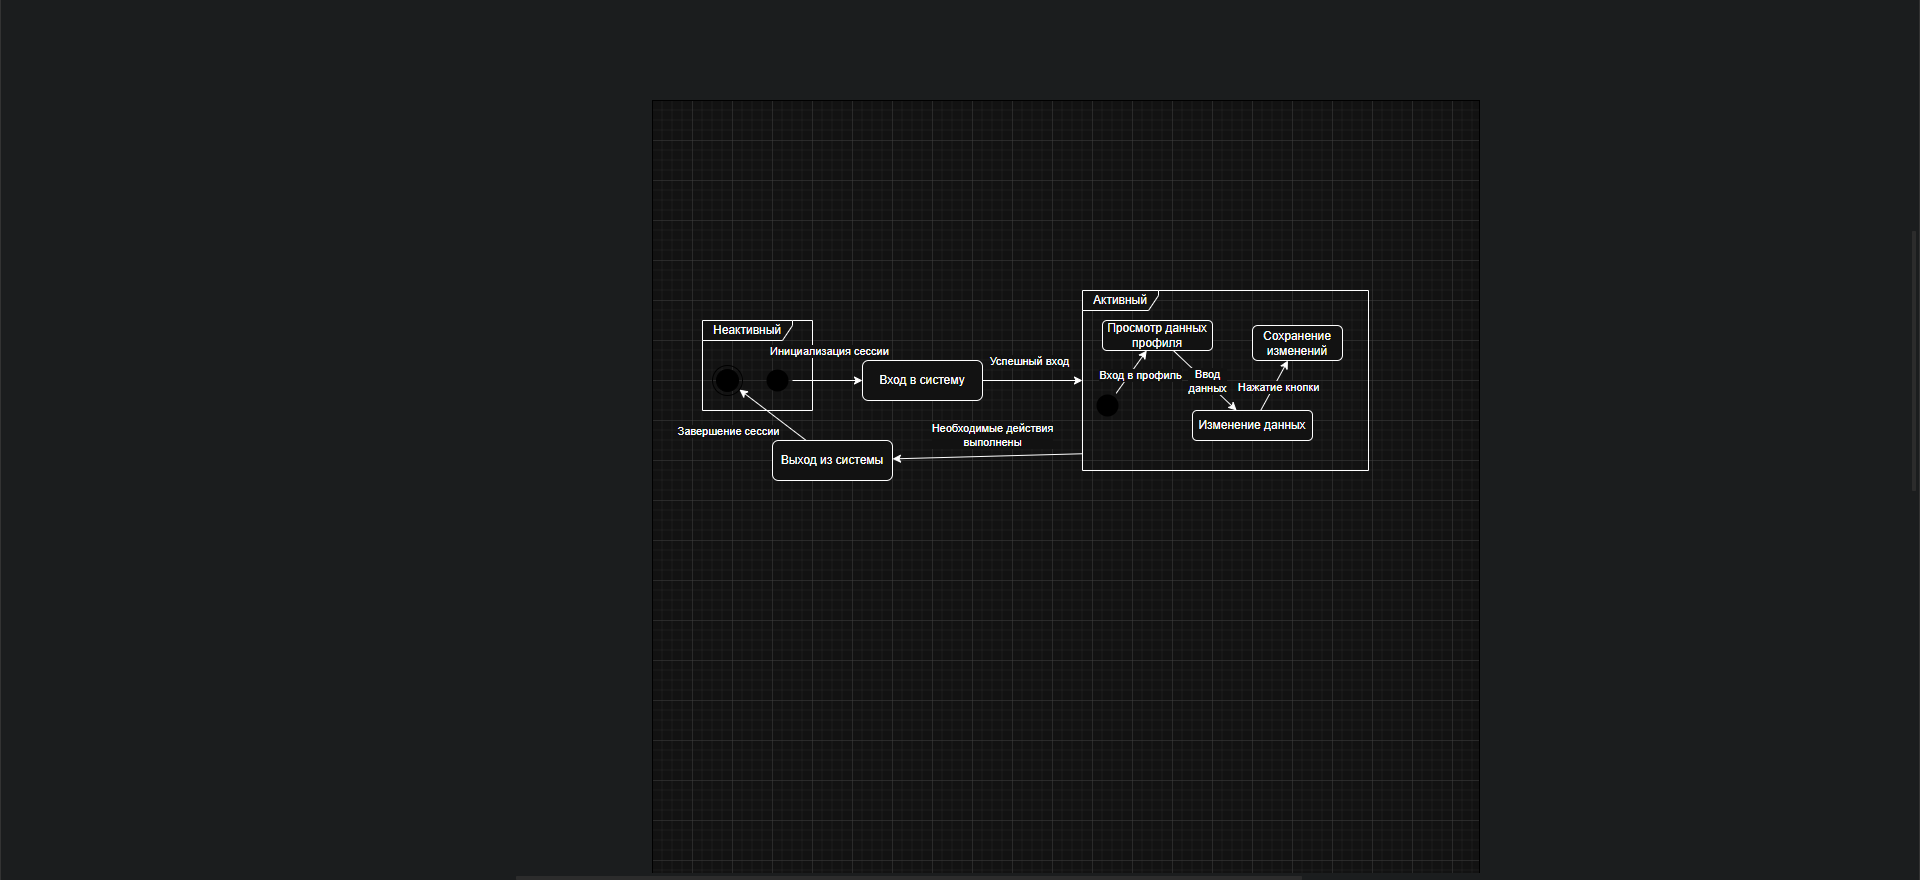 Неактивный
Инициализация сессии
Вход в систему
Успешный вход
Завершение сессии
Выход из системы
Необходимые действия
выполнены
Активный
Просмотр данных
профиля
Сохранение
изменений
Вход в профиль
Ввод
данных
Нажатие кнопки
Изменение данных